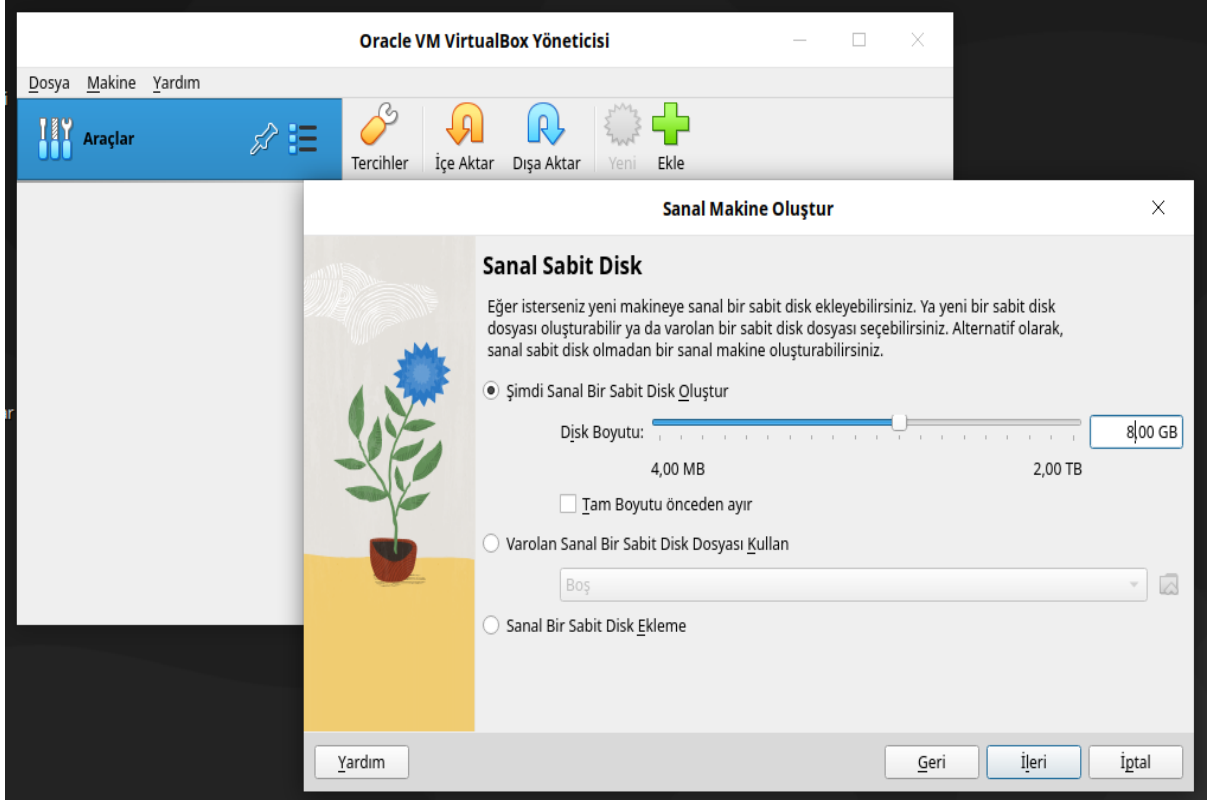 Oracle VM VirtualBox Yöneticisi
Dosya Makine Yardım
Araçlar
Tercihler İçe Aktar Dışa Aktar Yeni Ekle
Sanal Makine Oluştur
Sanal Sabit Disk
Eğer isterseniz yeni makineye sanal bir sabit disk ekleyebilirsiniz. Ya yeni bir sabit disk
dosyası oluşturabilir ya da varolan bir sabit disk dosyası seçebilirsiniz. Alternatif olarak,
sanal sabit disk olmadan bir sanal makine oluşturabilirsiniz.
Şimdi Sanal Bir Sabit Disk Oluştur
Disk Boyutu: 8,00 GB
4,00 MB 2,00 TB
Tam Boyutu önceden ayır
Varolan Sanal Bir Sabit Disk Dosyası Kullan
Boş
Sanal Bir Sabit Disk Ekleme
Yardım Geri İleri İptal